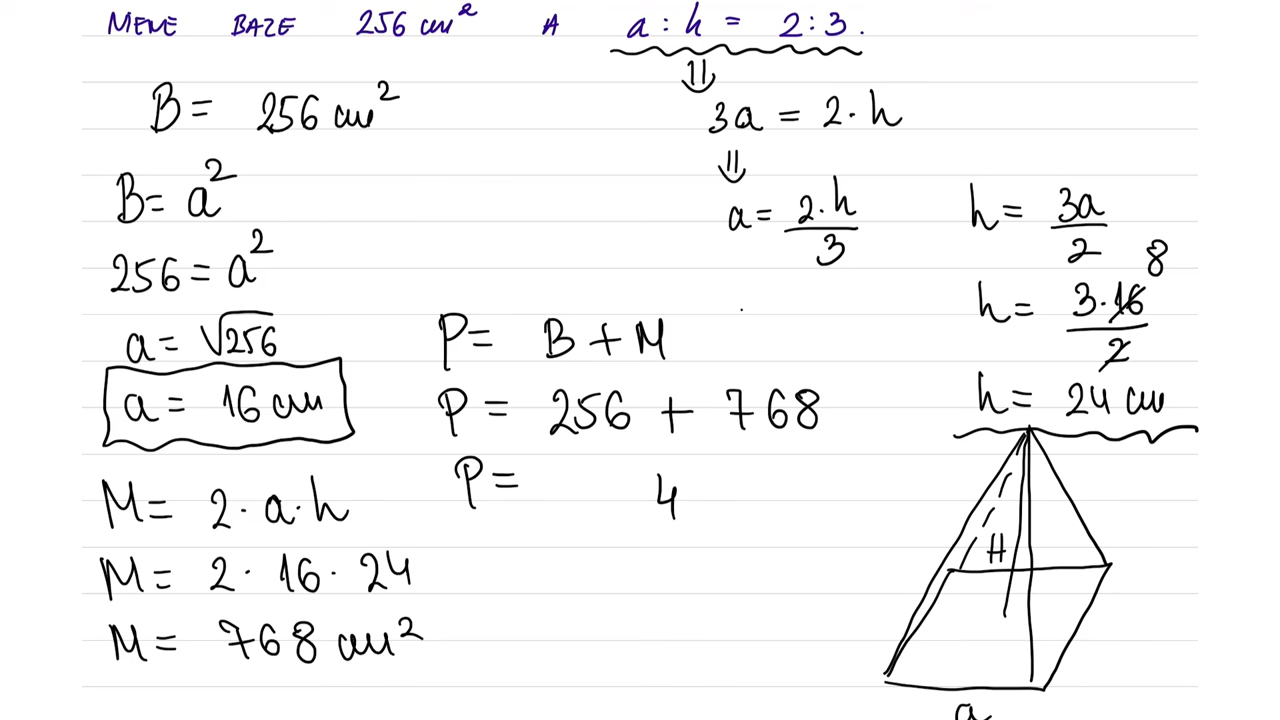 MENE BAZE 256 cm² A a : h = 2 : 3.
⇓
B = 256 cm²
3a = 2 · h
⇓
B = a²
a = 2·h/3
h = 3a/2
256 = a²
8
h = 3·16/2
a = √256
P = B + M
a = 16 cm
P = 256 + 768
h = 24 cm
P = 4
M = 2 · a · h
H
M = 2 · 16 · 24
M = 768 cm²
a